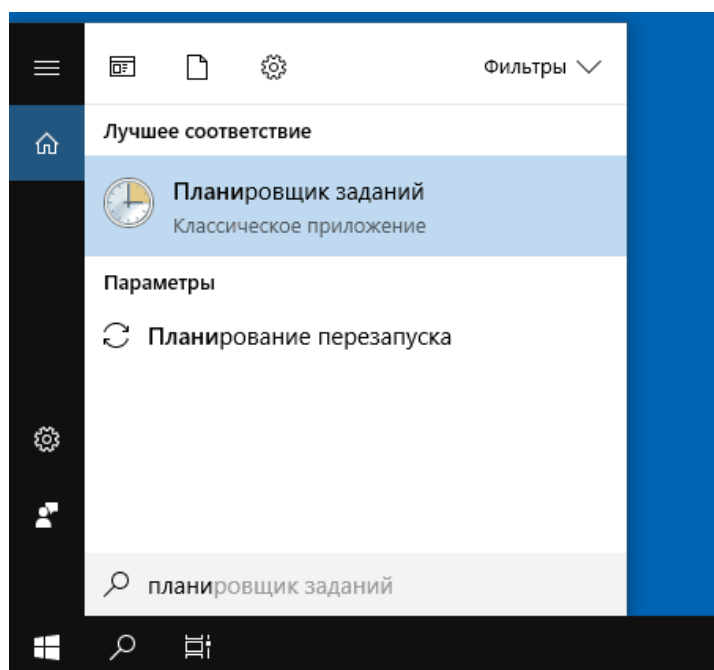 Фильтры
Лучшее соответствие
Планировщик заданий
Классическое приложение
Параметры
Планирование перезапуска
планировщик заданий